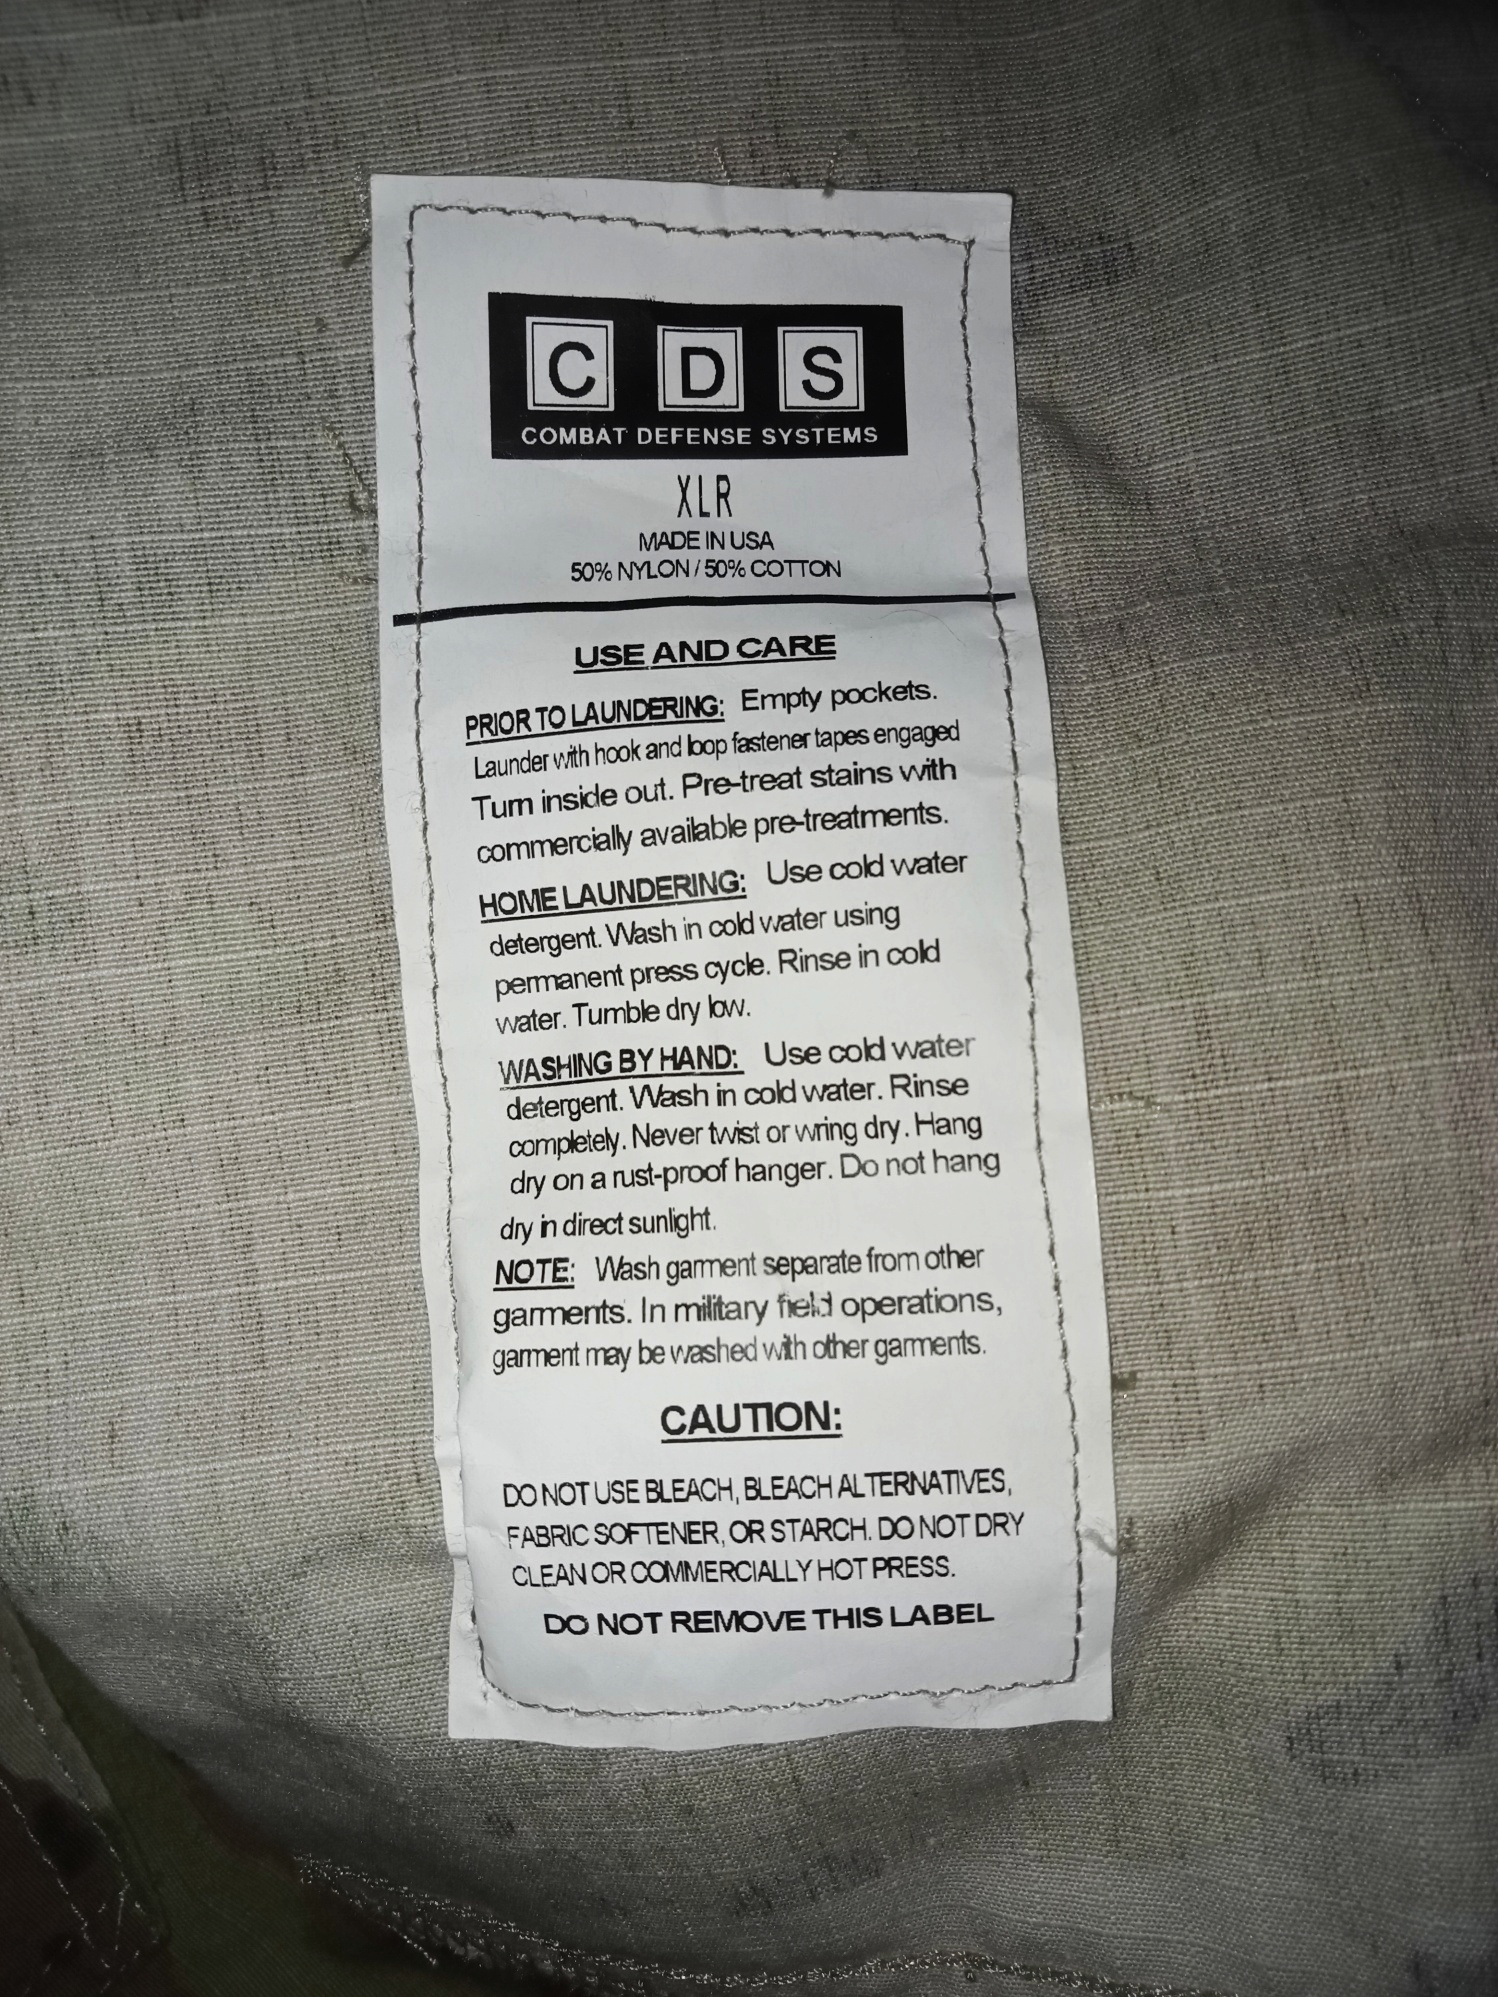 C D S
COMBAT DEFENSE SYSTEMS
XLR
MADE IN USA
50% NYLON / 50% COTTON
USE AND CARE
PRIOR TO LAUNDERING: Empty pockets.
Launder with hook and loop fastener tapes engaged
Turn inside out. Pre-treat stains with
commercially available pre-treatments.
HOME LAUNDERING: Use cold water
detergent. Wash in cold water using
permanent press cycle. Rinse in cold
water. Tumble dry low.
WASHING BY HAND: Use cold water
detergent. Wash in cold water. Rinse
completely. Never twist or wring dry. Hang
dry on a rust-proof hanger. Do not hang
dry in direct sunlight.
NOTE: Wash garment separate from other
garments. In military field operations,
garment may be washed with other garments.
CAUTION:
DO NOT USE BLEACH, BLEACH ALTERNATIVES,
FABRIC SOFTENER, OR STARCH. DO NOT DRY
CLEAN OR COMMERCIALLY HOT PRESS.
DO NOT REMOVE THIS LABEL